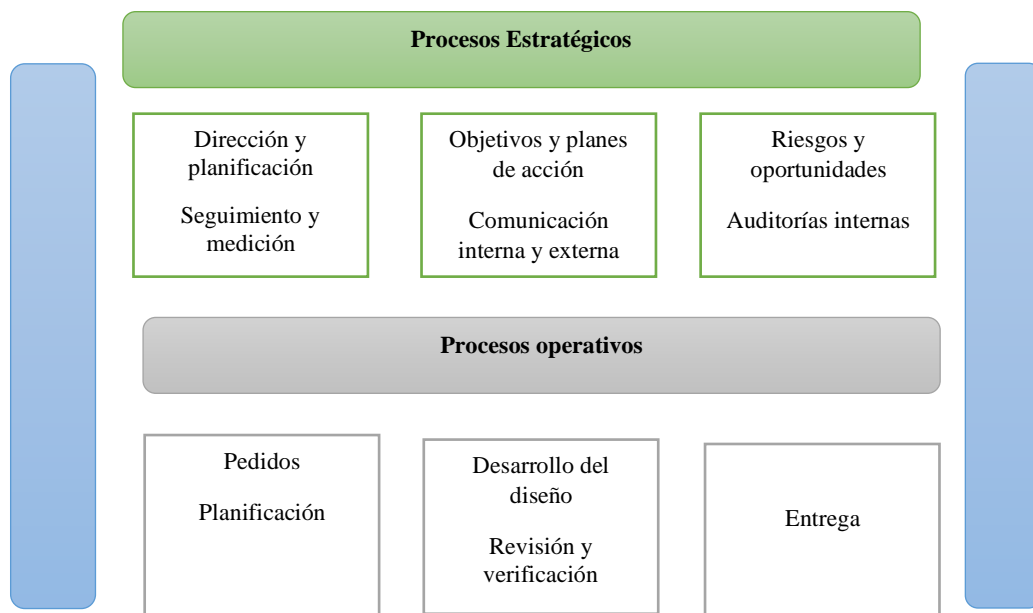 Procesos Estratégicos
Dirección y
planificación
Seguimiento y
medición
Objetivos y planes
de acción
Comunicación
interna y externa
Riesgos y
oportunidades
Auditorías internas
Procesos operativos
Pedidos
Planificación
Desarrollo del
diseño
Revisión y
verificación
Entrega